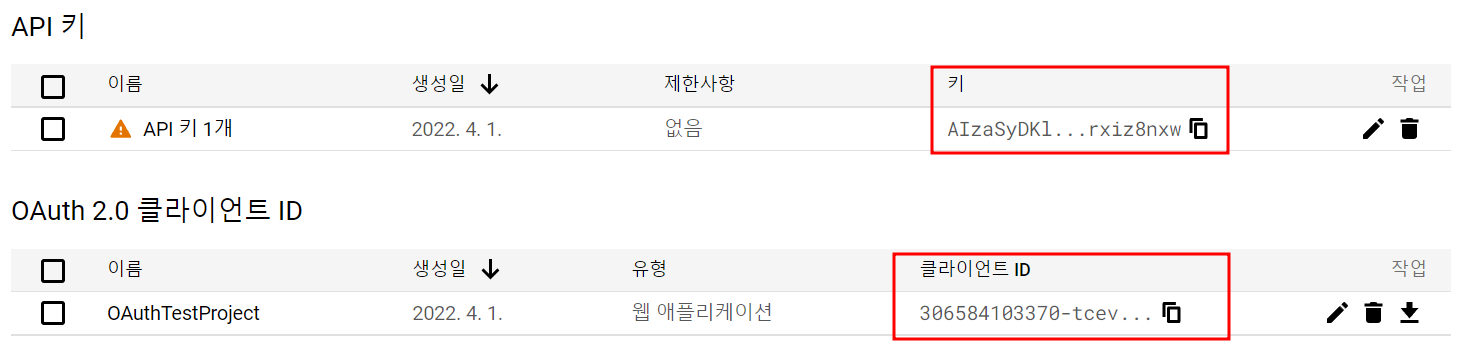 API 키
이름 생성일 제한사항 키 작업
API 키 1개 2022. 4. 1. 없음 AIzaSyDKl...rxiz8nxw
OAuth 2.0 클라이언트 ID
이름 생성일 유형 클라이언트 ID 작업
OAuthTestProject 2022. 4. 1. 웹 애플리케이션 306584103370-tcev...